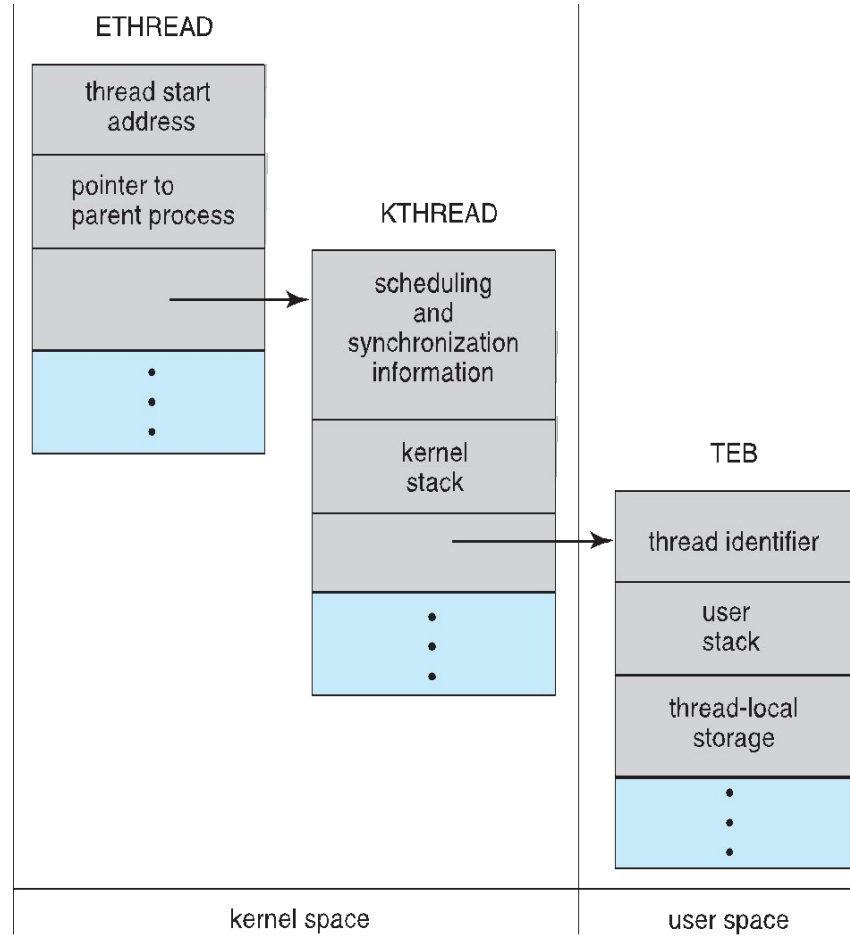 ETHREAD
thread start
address
pointer to
parent process
KTHREAD
scheduling
and
synchronization
information
kernel
stack
TEB
thread identifier
user
stack
thread-local
storage
kernel space
user space